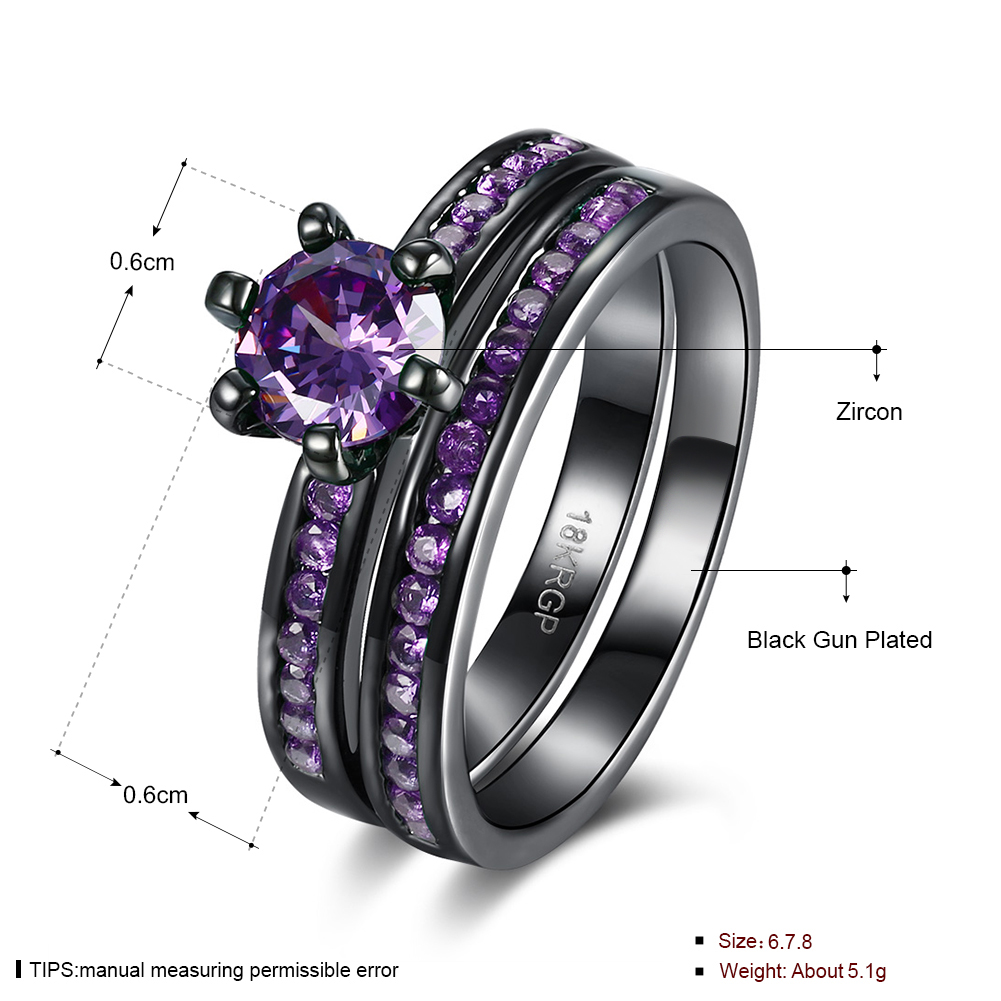 0.6cm
Zircon
18KRGP
Black Gun Plated
0.6cm
TIPS:manual measuring permissible error
Size: 6.7.8
Weight: About 5.1g